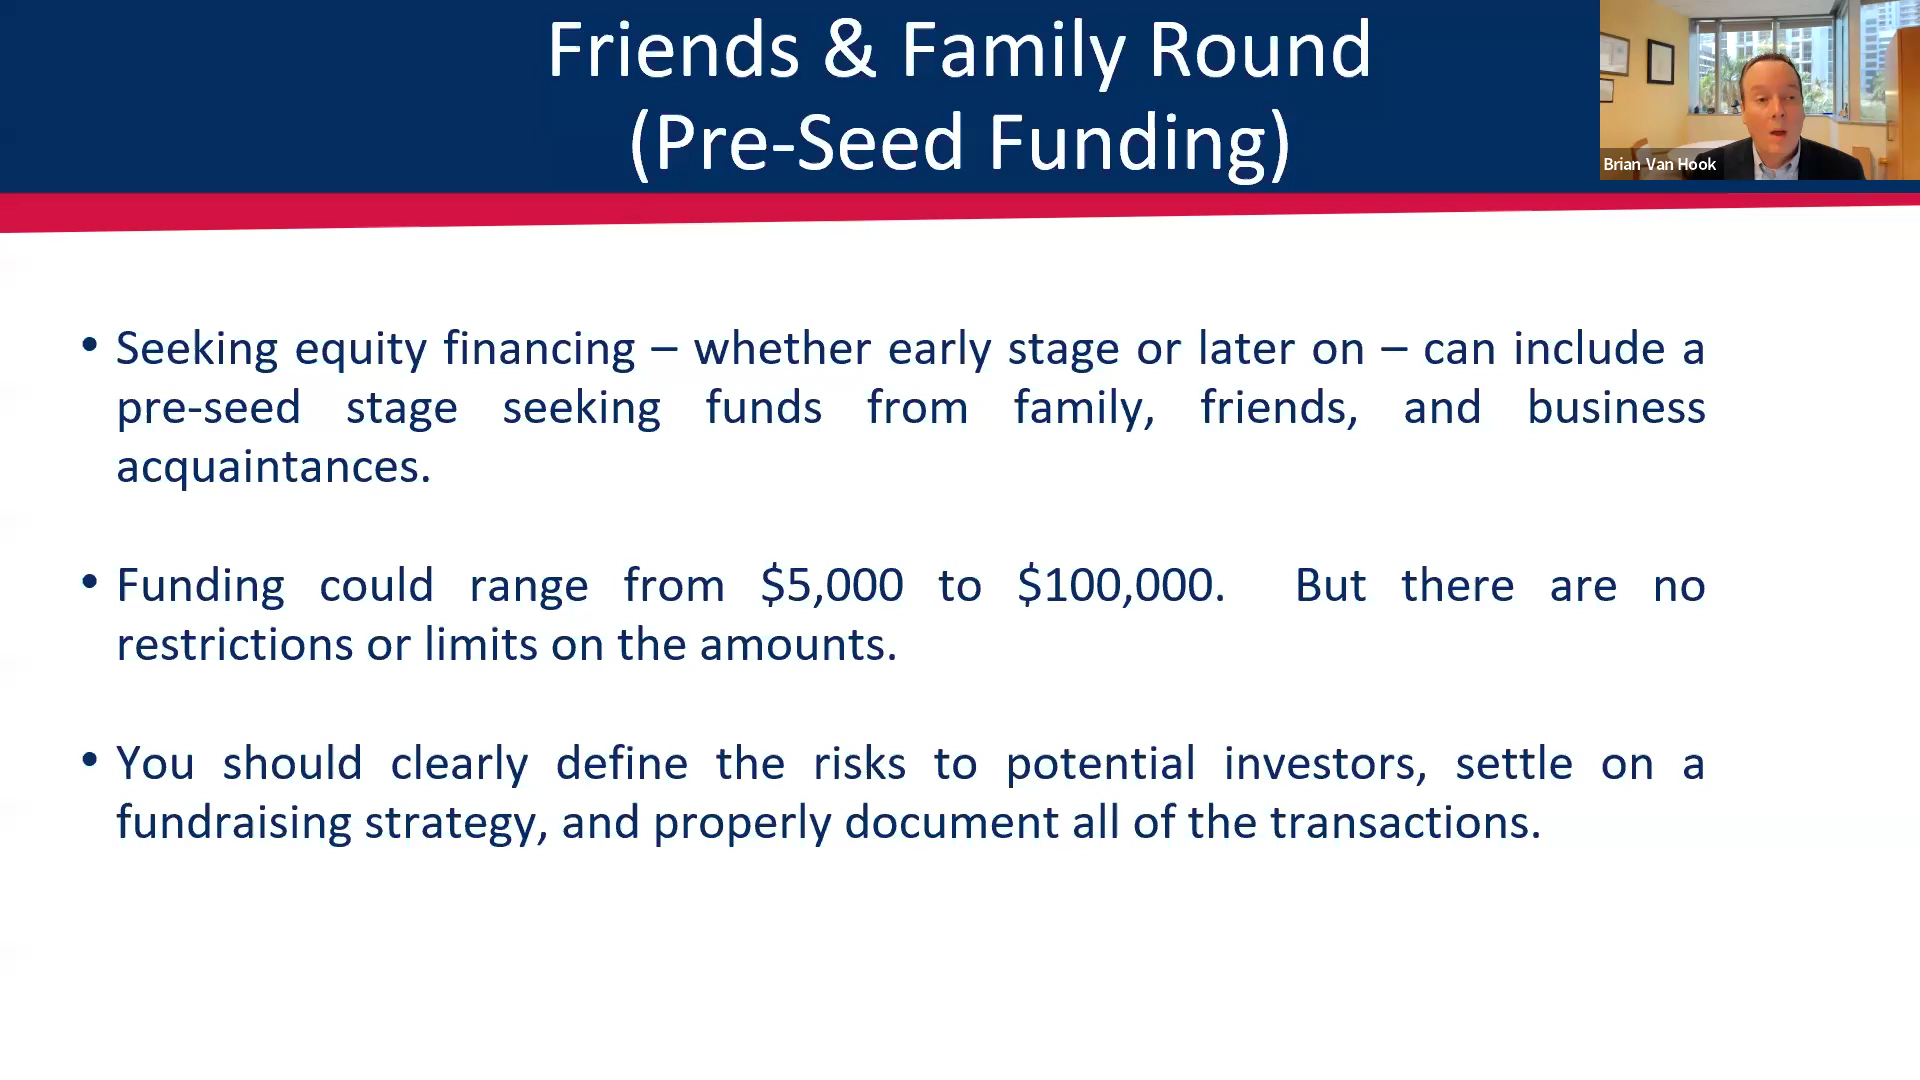 Friends & Family Round
(Pre-Seed Funding)
Brian Van Hook
• Seeking equity financing – whether early stage or later on – can include a
pre-seed stage seeking funds from family, friends, and business
acquaintances.
• Funding could range from $5,000 to $100,000. But there are no
restrictions or limits on the amounts.
• You should clearly define the risks to potential investors, settle on a
fundraising strategy, and properly document all of the transactions.